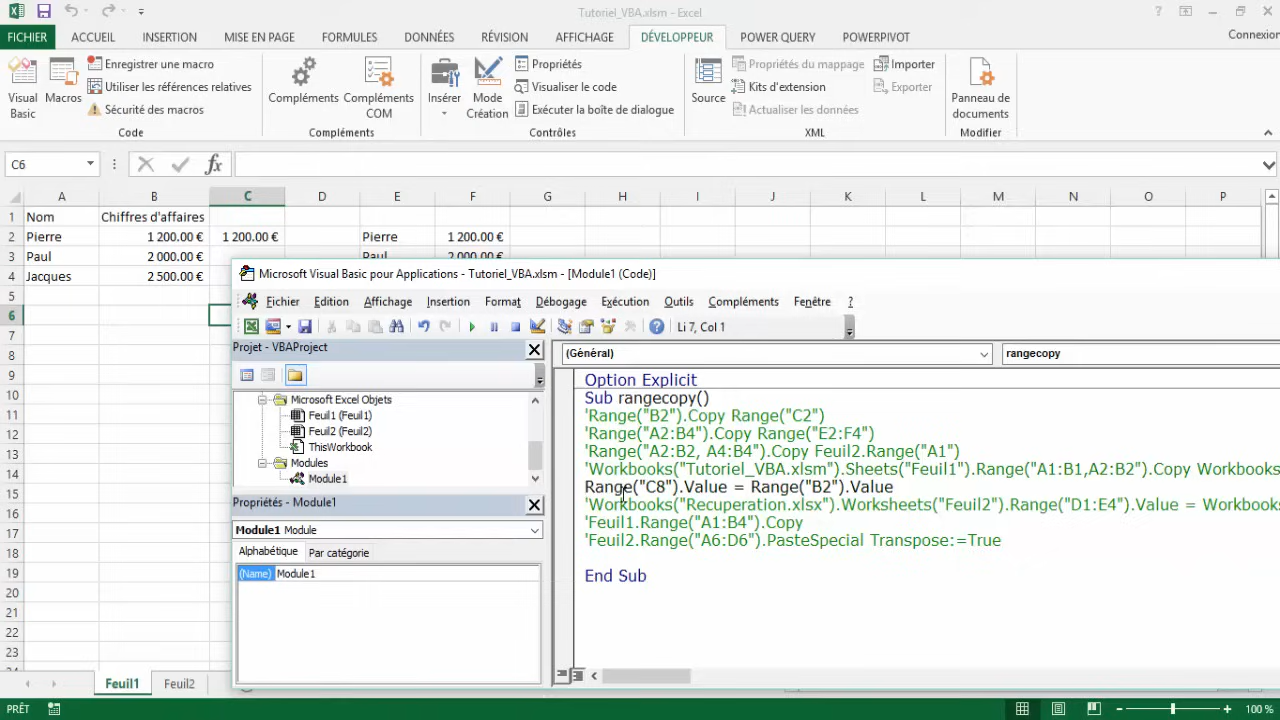 Tutoriel_VBA.xlsm - Excel
FICHIER ACCUEIL INSERTION MISE EN PAGE FORMULES DONNÉES RÉVISION AFFICHAGE DÉVELOPPEUR POWER QUERY POWERPIVOT Connexion
Visual Basic
Macros
Enregistrer une macro
Utiliser les références relatives
Sécurité des macros
Code
Compléments
Compléments COM
Compléments
Insérer
Mode Création
Propriétés
Visualiser le code
Exécuter la boîte de dialogue
Contrôles
Source
Propriétés du mappage
Kits d'extension
Actualiser les données
Importer
Exporter
XML
Panneau de documents
Modifier
C6 fx
A B C D E F G H I J K L M N O P
1 Nom Chiffres d'affaires
2 Pierre 1 200.00 € 1 200.00 € Pierre 1 200.00 €
3 Paul 2 000.00 € Paul 2 000.00 €
4 Jacques 2 500.00 €
5
6
7
8
9
10
11
12
13
14
15
16
17
18
19
20
21
22
23
Microsoft Visual Basic pour Applications - Tutoriel_VBA.xlsm - [Module1 (Code)]
Fichier Edition Affichage Insertion Format Débogage Exécution Outils Compléments Fenêtre ?
Li 7, Col 1
Projet - VBAProject
Microsoft Excel Objets
Feuil1 (Feuil1)
Feuil2 (Feuil2)
ThisWorkbook
Modules
Module1
Propriétés - Module1
Module1 Module
Alphabétique Par catégorie
(Name) Module1
(Général) rangecopy
Option Explicit
Sub rangecopy()
'Range("B2").Copy Range("C2")
'Range("A2:B4").Copy Range("E2:F4")
'Range("A2:B2, A4:B4").Copy Feuil2.Range("A1")
'Workbooks("Tutoriel_VBA.xlsm").Sheets("Feuil1").Range("A1:B1,A2:B2").Copy Workbooks
Range("C8").Value = Range("B2").Value
'Workbooks("Recuperation.xlsx").Worksheets("Feuil2").Range("D1:E4").Value = Workbooks
'Feuil1.Range("A1:B4").Copy
'Feuil2.Range("A6:D6").PasteSpecial Transpose:=True
End Sub
Feuil1 Feuil2
PRÊT 100 %